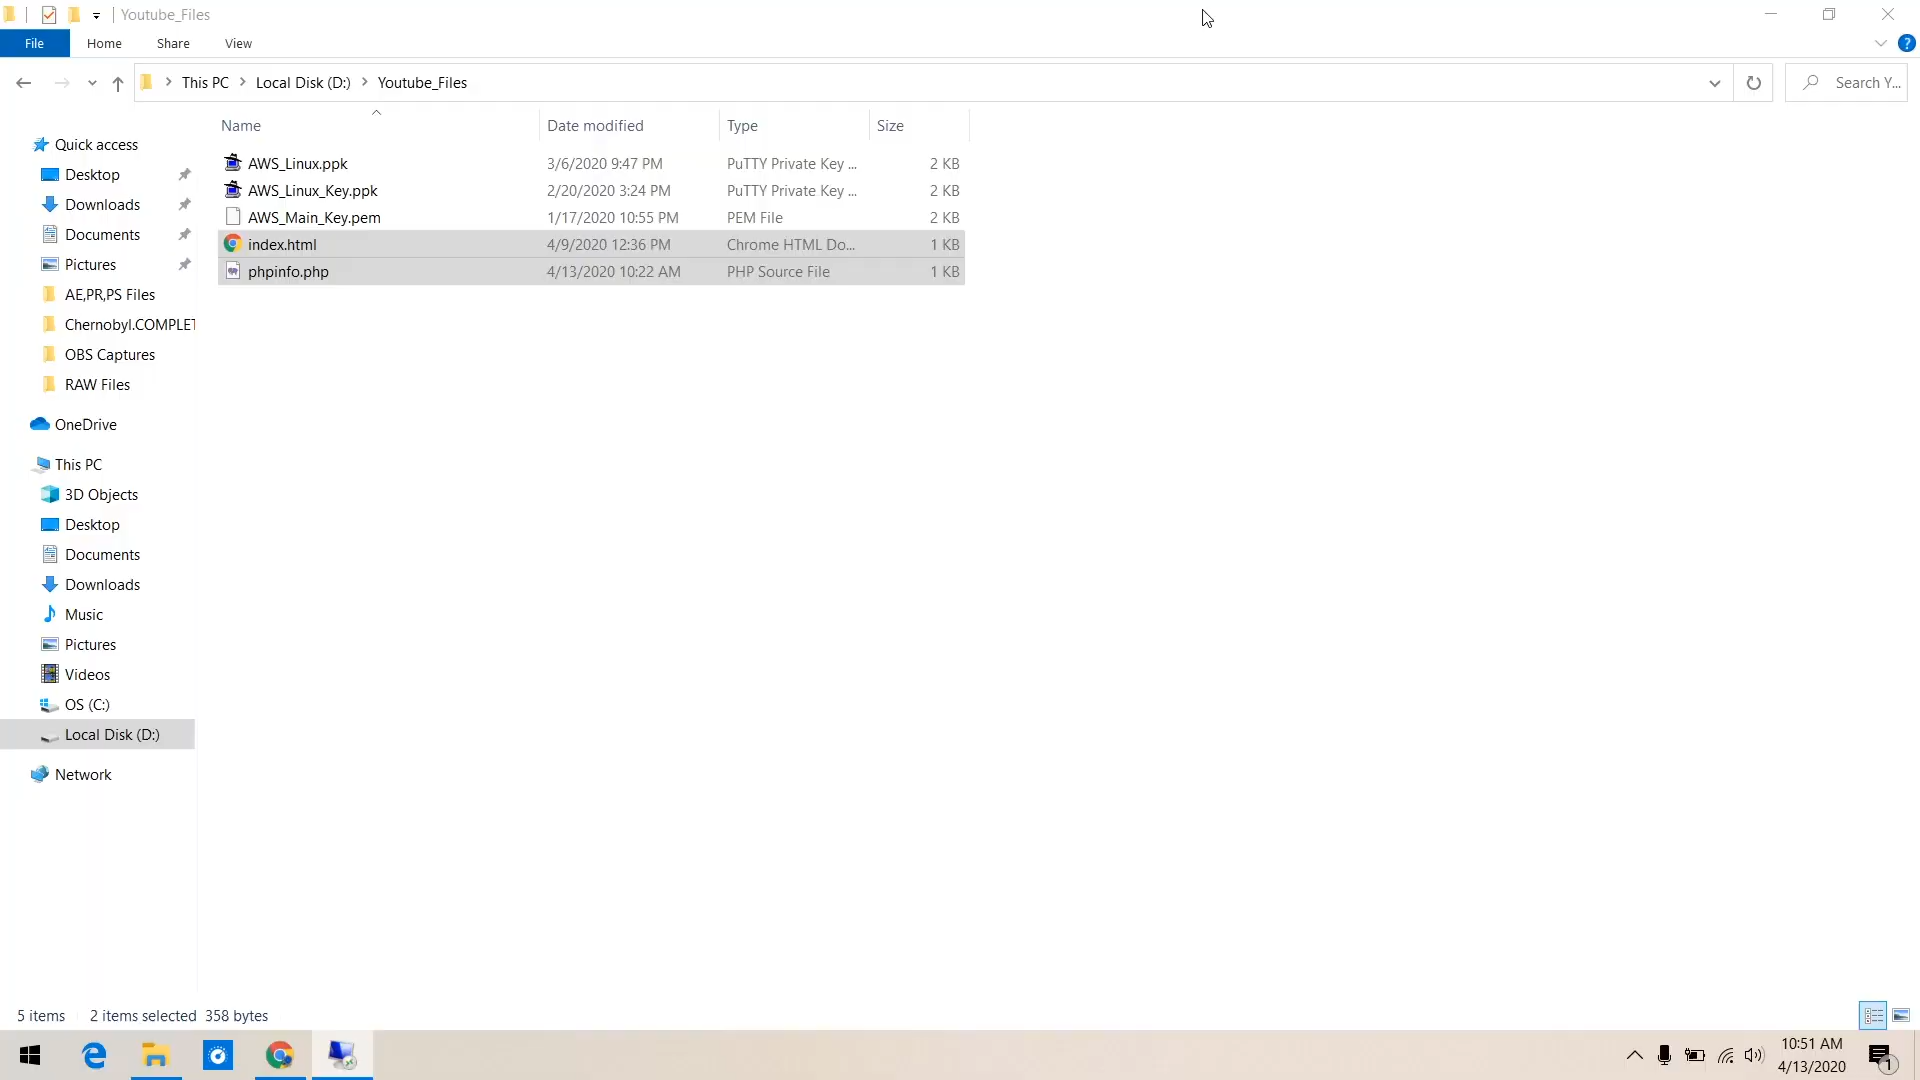 Youtube_Files
File Home Share View
This PC Local Disk (D:) Youtube_Files
Search Y...
Name Date modified Type Size
AWS_Linux.ppk 3/6/2020 9:47 PM PuTTY Private Key ... 2 KB
AWS_Linux_Key.ppk 2/20/2020 3:24 PM PuTTY Private Key ... 2 KB
AWS_Main_Key.pem 1/17/2020 10:55 PM PEM File 2 KB
index.html 4/9/2020 12:36 PM Chrome HTML Do... 1 KB
phpinfo.php 4/13/2020 10:22 AM PHP Source File 1 KB
Quick access
Desktop
Downloads
Documents
Pictures
AE,PR,PS Files
Chernobyl.COMPLET
OBS Captures
RAW Files
OneDrive
This PC
3D Objects
Desktop
Documents
Downloads
Music
Pictures
Videos
OS (C:)
Local Disk (D:)
Network
5 items 2 items selected 358 bytes
10:51 AM
4/13/2020
1